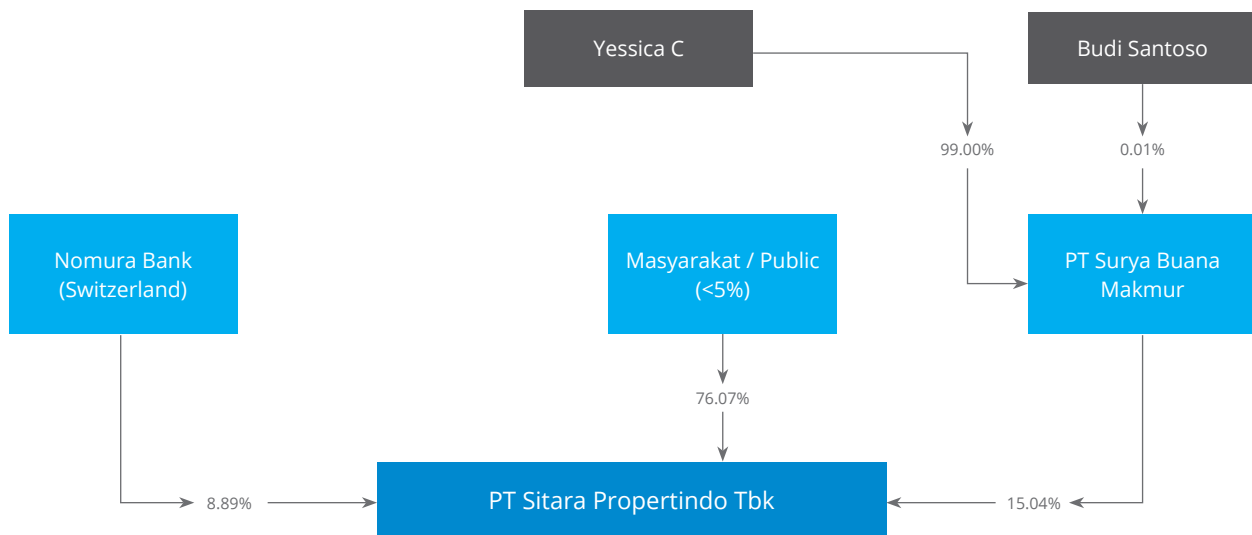 Yessica C
Budi Santoso
99.00%
0.01%
Nomura Bank
(Switzerland)
Masyarakat / Public
(<5%)
PT Surya Buana
Makmur
76.07%
8.89%
PT Sitara Propertindo Tbk
15.04%